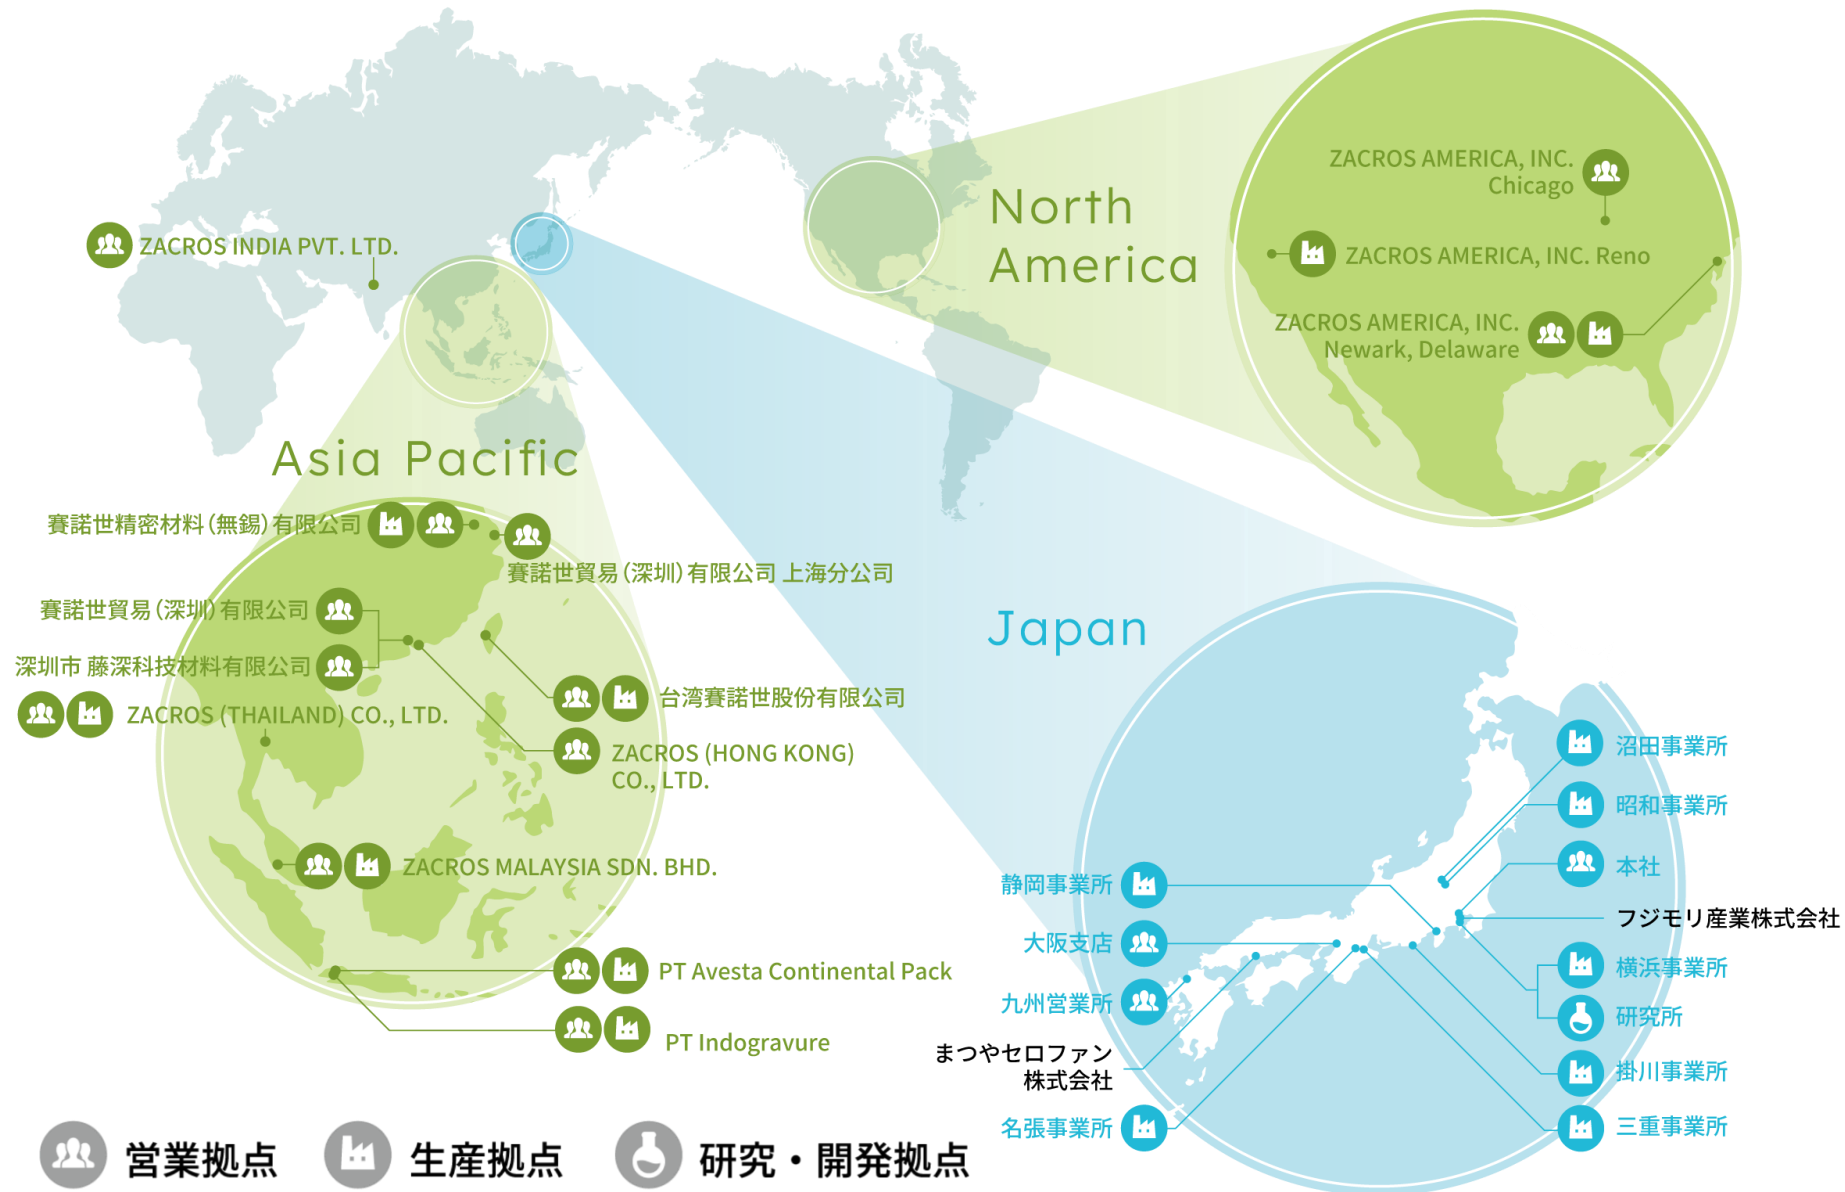 North
America
ZACROS AMERICA, INC.
Chicago
ZACROS AMERICA, INC. Reno
ZACROS AMERICA, INC.
Newark, Delaware
ZACROS INDIA PVT. LTD.
Asia Pacific
賽諾世精密材料(無錫)有限公司
賽諾世貿易(深圳)有限公司 上海分公司
賽諾世貿易(深圳)有限公司
深圳市 藤深科技材料有限公司
ZACROS (THAILAND) CO., LTD.
台湾賽諾世股份有限公司
ZACROS (HONG KONG)
CO., LTD.
ZACROS MALAYSIA SDN. BHD.
PT Avesta Continental Pack
PT Indogravure
Japan
沼田事業所
昭和事業所
本社
フジモリ産業株式会社
横浜事業所
研究所
掛川事業所
三重事業所
静岡事業所
大阪支店
九州営業所
まつやセロファン
株式会社
名張事業所
営業拠点
生産拠点
研究・開発拠点